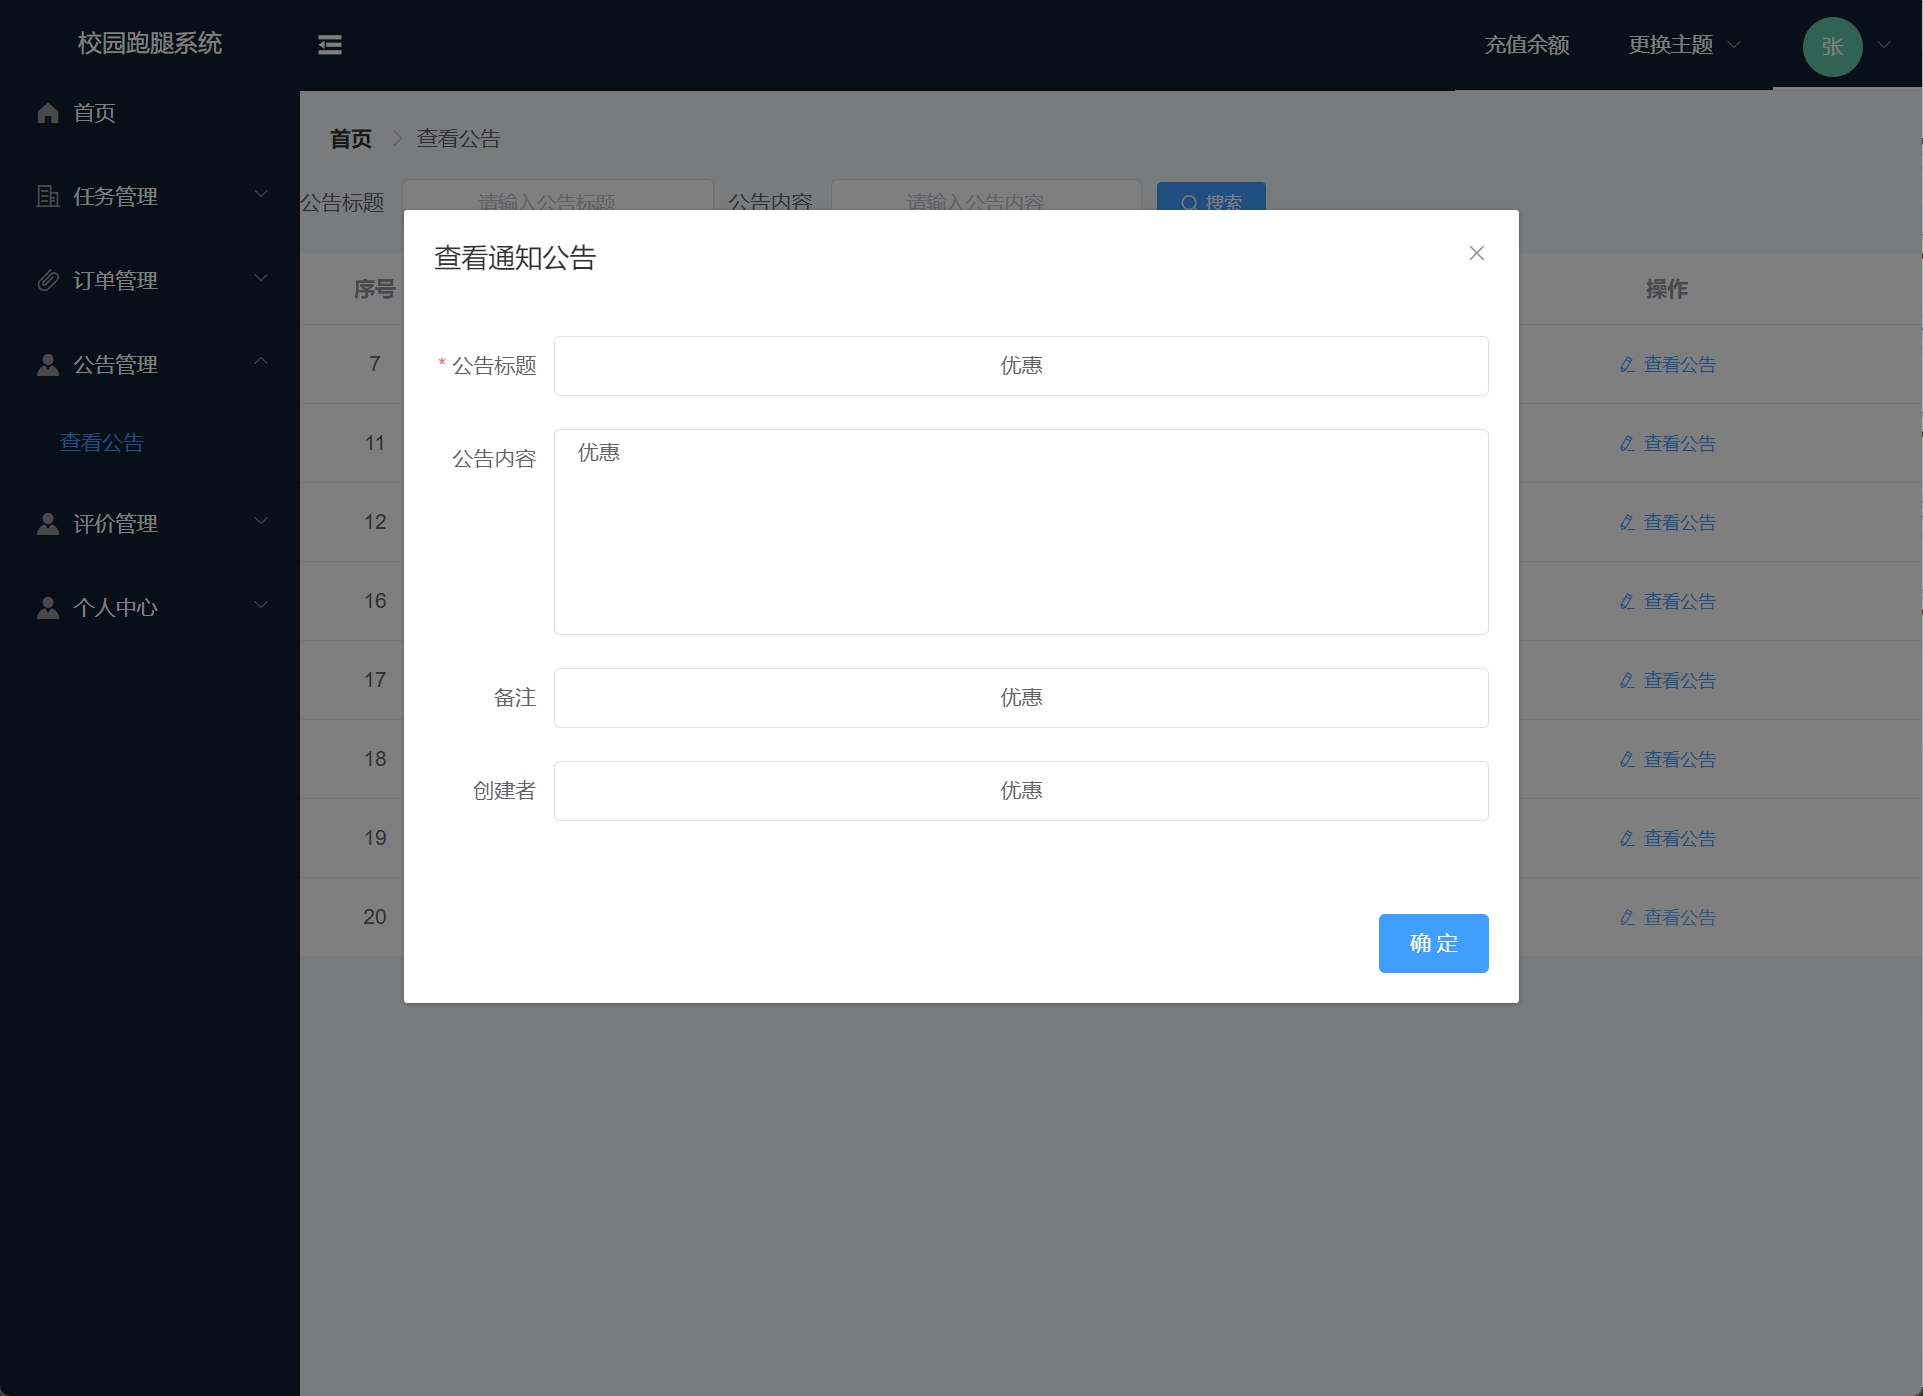 校园跑腿系统
充值余额
更换主题
张
首页
任务管理
订单管理
公告管理
查看公告
评价管理
个人中心
首页 查看公告
公告标题 请输入公告标题 公告内容 请输入公告内容 搜索
序号 操作
7 查看公告
11 查看公告
12 查看公告
16 查看公告
17 查看公告
18 查看公告
19 查看公告
20 查看公告
查看通知公告
* 公告标题 优惠
公告内容 优惠
备注 优惠
创建者 优惠
确 定